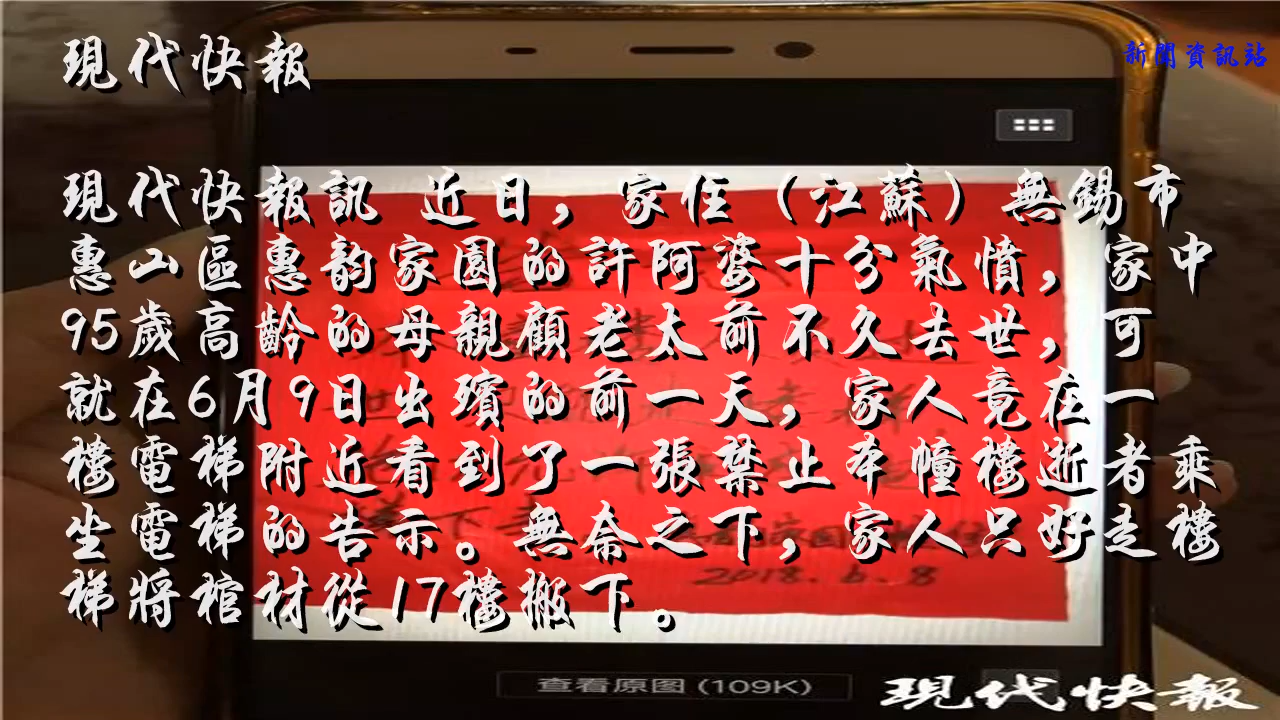 現代快報
新聞資訊站
現代快報訊 近日，家住（江蘇）無錫市
惠山區惠韵家園的許阿婆十分氣憤，家中
95歲高齡的母親顧老太前不久去世，可
就在6月9日出殯的前一天，家人竟在一
樓電梯附近看到了一張禁止本幢樓逝者乘
坐電梯的告示。無奈之下，家人只好走樓
梯將棺材從17樓搬下。
2018.6.8
查看原图 (109K)
現代快報